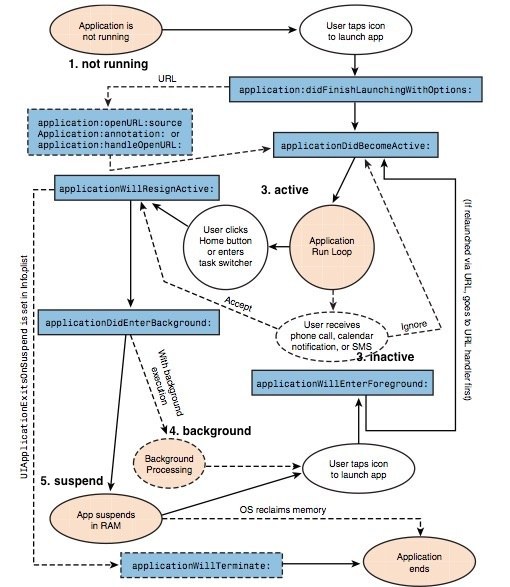 Application is
not running
User taps icon
to launch app
1. not running
URL
application:didFinishLaunchingWithOptions:
application:openURL:source
Application:annotation: or
application:handleOpenURL:
applicationDidBecomeActive:
applicationWillResignActive:
3. active
User clicks
Home button
or enters
task switcher
Application
Run Loop
(If relaunched via URL, goes to URL handler first)
Accept
User receives
phone call, calendar
notification, or SMS
Ignore
3. inactive
applicationDidEnterBackground:
UIApplicationExitsOnSuspend is set in Info.plist
With background
execution
applicationWillEnterForeground:
4. background
Background
Processing
User taps icon
to launch app
5. suspend
App suspends
in RAM
OS reclaims memory
applicationWillTerminate:
Application
ends